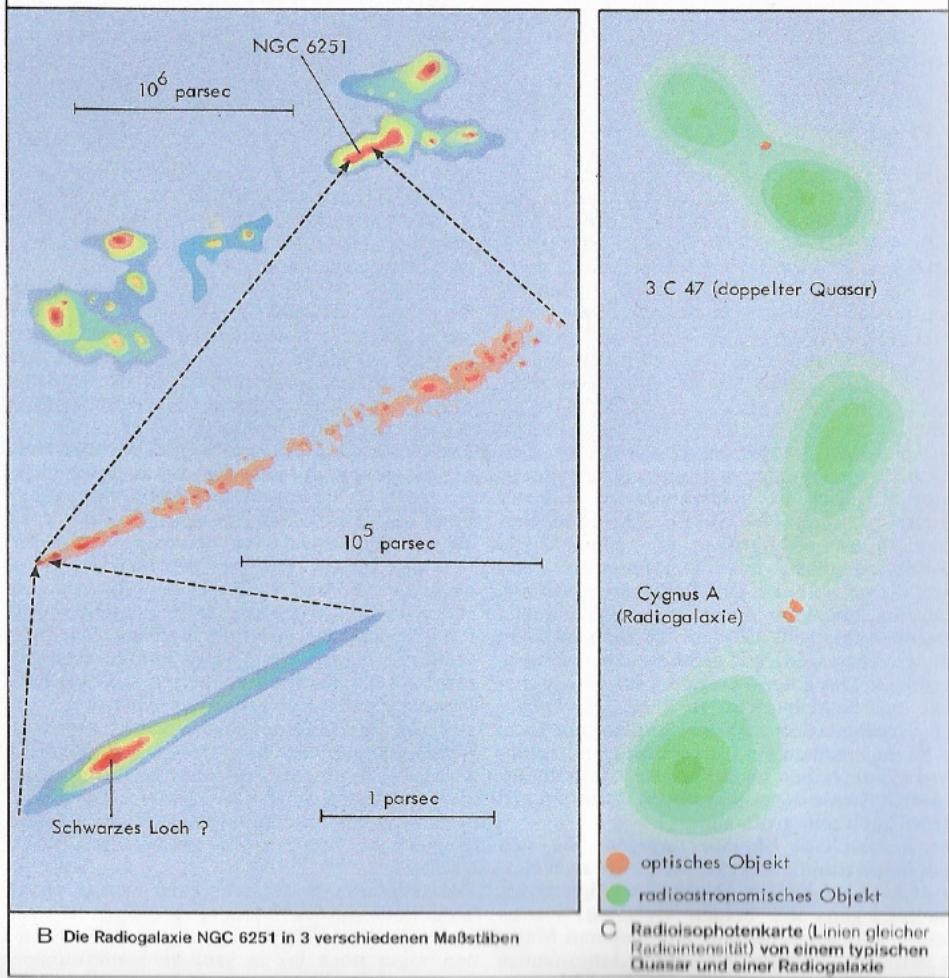 NGC 6251
10⁶ parsec
10⁵ parsec
1 parsec
Schwarzes Loch ?
B Die Radiogalaxie NGC 6251 in 3 verschiedenen Maßstäben
3 C 47 (doppelter Quasar)
Cygnus A
(Radiogalaxie)
optisches Objekt
radioastronomisches Objekt
C Radioisophotenkarte (Linien gleicher
Radiointensität) von einem typischen
Quasar und einer Radiogalaxie